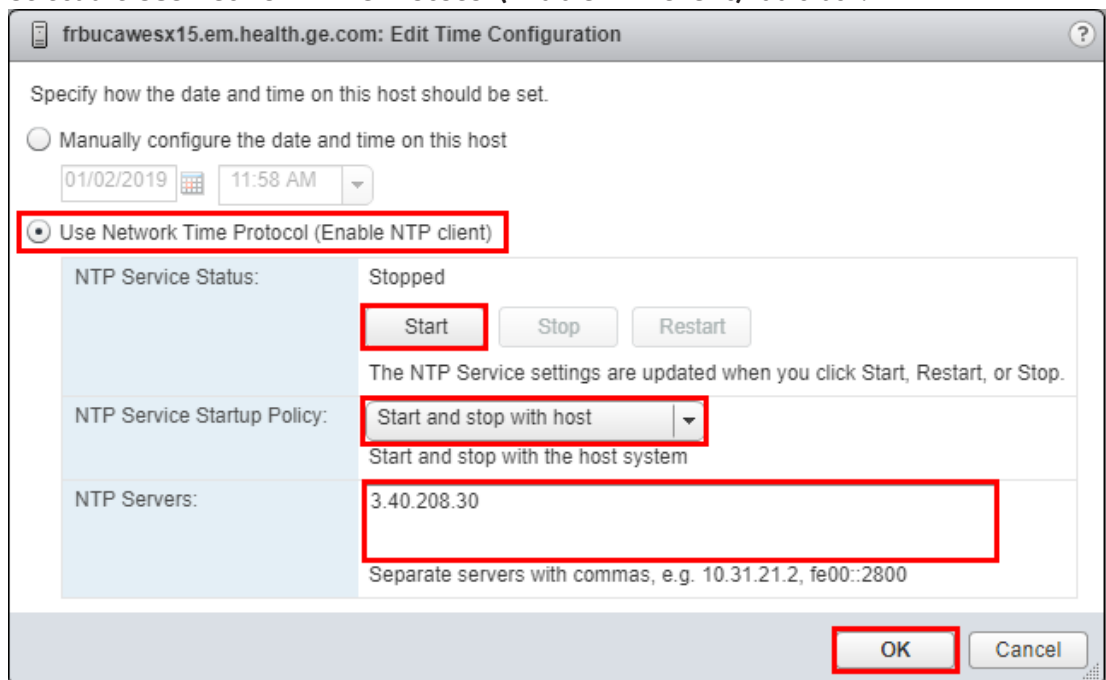 frbucawesx15.em.health.ge.com: Edit Time Configuration
?
Specify how the date and time on this host should be set.
Manually configure the date and time on this host
01/02/2019 11:58 AM
Use Network Time Protocol (Enable NTP client)
NTP Service Status: Stopped
Start Stop Restart
The NTP Service settings are updated when you click Start, Restart, or Stop.
NTP Service Startup Policy: Start and stop with host
Start and stop with the host system
NTP Servers: 3.40.208.30
Separate servers with commas, e.g. 10.31.21.2, fe00::2800
OK Cancel